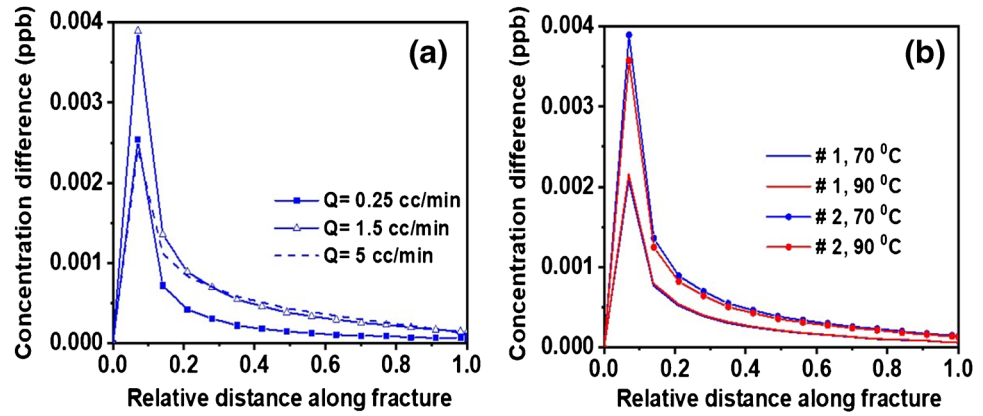 (a)
Concentration difference (ppb)
0.004
0.003
0.002
0.001
0.000
Q= 0.25 cc/min
Q= 1.5 cc/min
Q= 5 cc/min
0.0 0.2 0.4 0.6 0.8 1.0
Relative distance along fracture
(b)
Concentration difference (ppb)
0.004
0.003
0.002
0.001
0.000
# 1, 70 ⁰C
# 1, 90 ⁰C
# 2, 70 ⁰C
# 2, 90 ⁰C
0.0 0.2 0.4 0.6 0.8 1.0
Relative distance along fracture